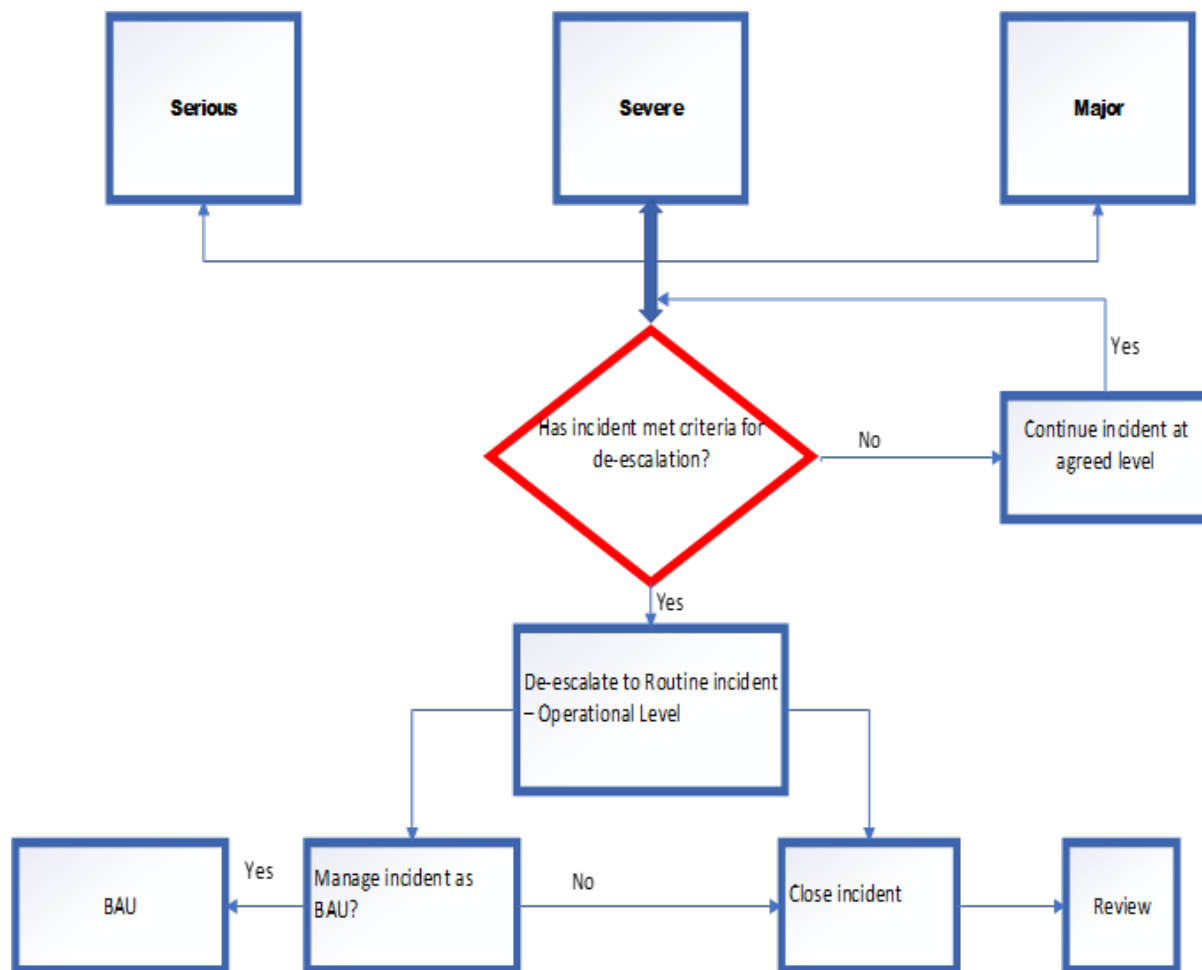 Serious
Severe
Major
Yes
Has incident met criteria for
de-escalation?
No
Continue incident at
agreed level
Yes
De-escalate to Routine incident
– Operational Level
BAU
Yes
Manage incident as
BAU?
No
Close incident
Review